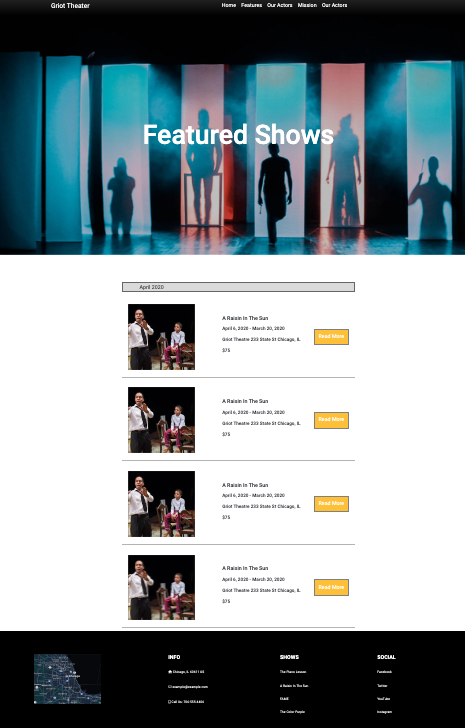 Griot Theater
Home Features Our Actors Mission Our Actors
Featured Shows
April 2020
A Raisin In The Sun
April 6, 2020 - March 20, 2020
Griot Theatre 233 State St Chicago, IL
$75
Read More
A Raisin In The Sun
April 6, 2020 - March 20, 2020
Griot Theatre 233 State St Chicago, IL
$75
Read More
A Raisin In The Sun
April 6, 2020 - March 20, 2020
Griot Theatre 233 State St Chicago, IL
$75
Read More
A Raisin In The Sun
April 6, 2020 - March 20, 2020
Griot Theatre 233 State St Chicago, IL
$75
Read More
INFO
Chicago, IL 60617 US
example@example.com
Call Us:
SHOWS
The Piano Lesson
A Raisin In The Sun
FAME
The Color Purple
SOCIAL
Facebook
Twitter
YouTube
Instagram